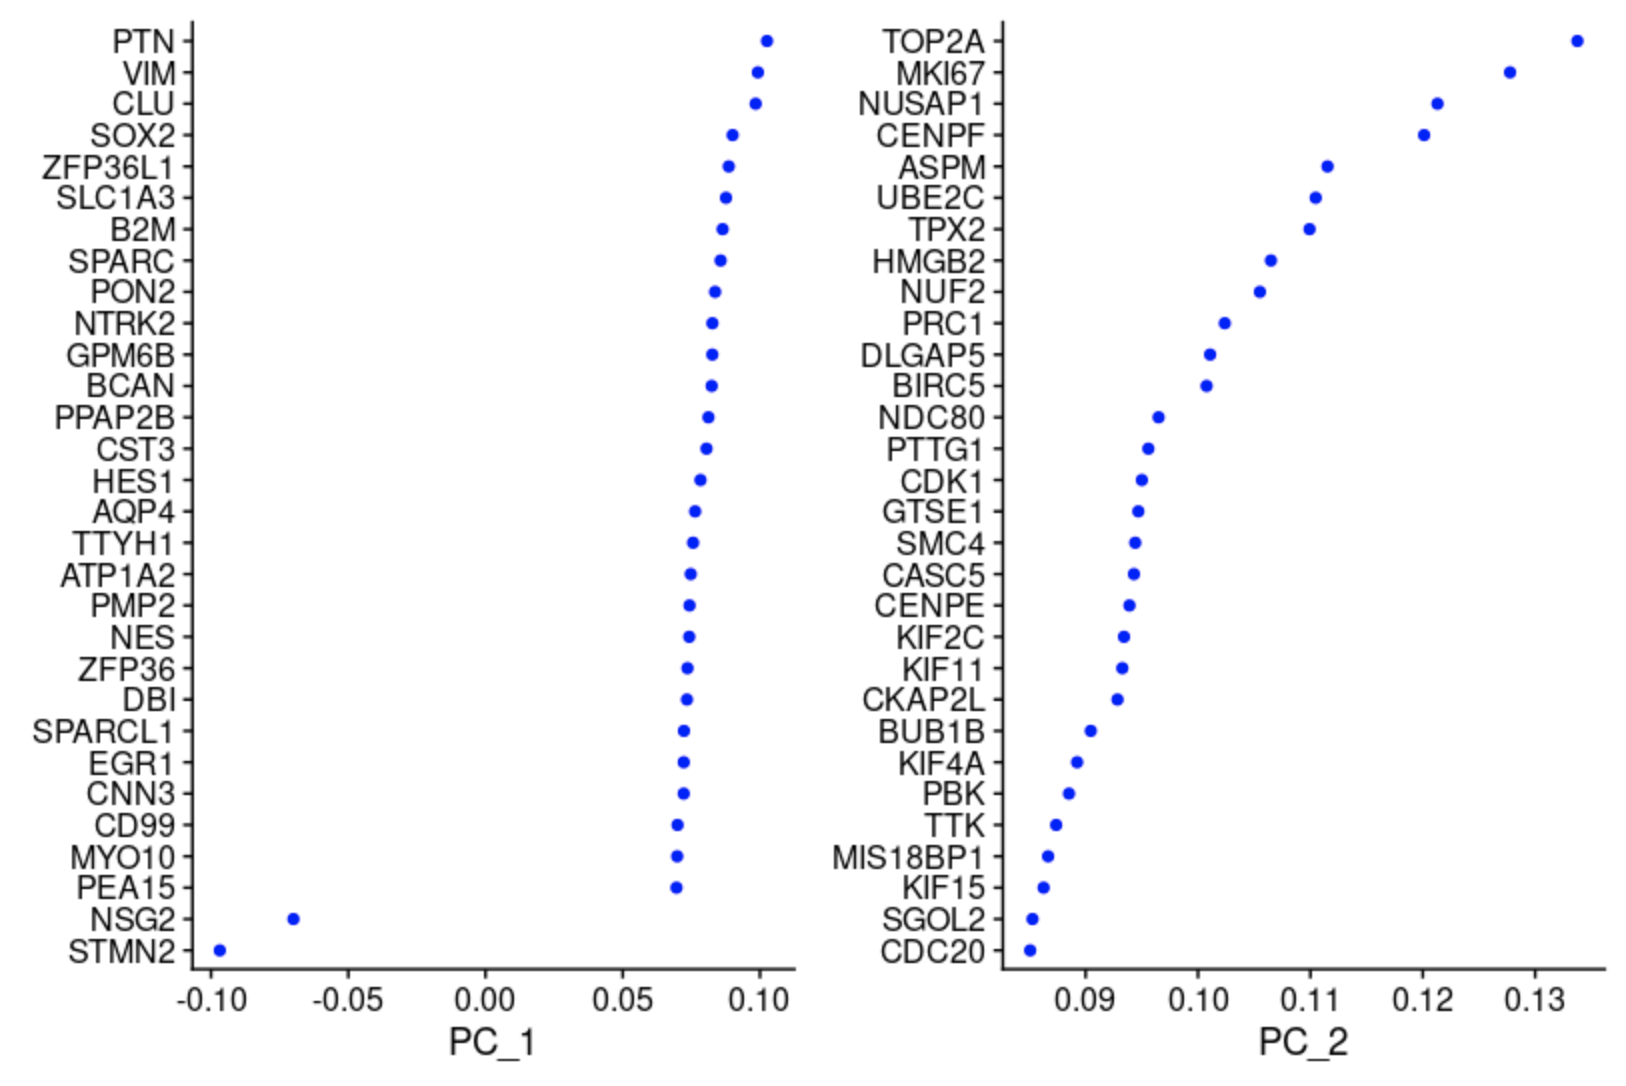 PTN
VIM
CLU
SOX2
ZFP36L1
SLC1A3
B2M
SPARC
PON2
NTRK2
GPM6B
BCAN
PPAP2B
CST3
HES1
AQP4
TTYH1
ATP1A2
PMP2
NES
ZFP36
DBI
SPARCL1
EGR1
CNN3
CD99
MYO10
PEA15
NSG2
STMN2
-0.10 -0.05 0.00 0.05 0.10
PC_1
TOP2A
MKI67
NUSAP1
CENPF
ASPM
UBE2C
TPX2
HMGB2
NUF2
PRC1
DLGAP5
BIRC5
NDC80
PTTG1
CDK1
GTSE1
SMC4
CASC5
CENPE
KIF2C
KIF11
CKAP2L
BUB1B
KIF4A
PBK
TTK
MIS18BP1
KIF15
SGOL2
CDC20
0.09 0.10 0.11 0.12 0.13
PC_2